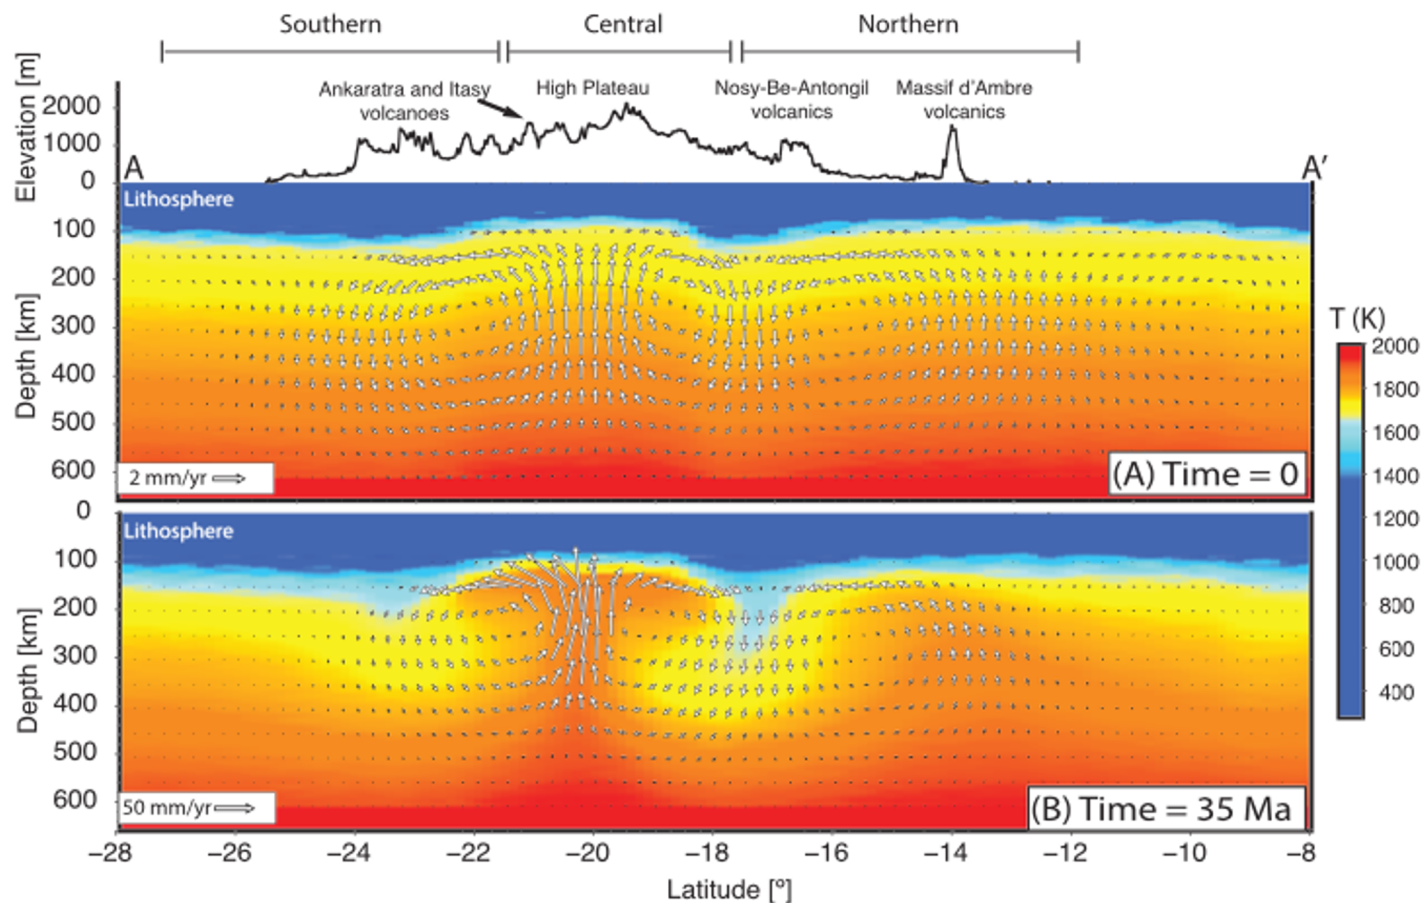 Southern Central Northern
Elevation [m]
2000
1000
0
Ankaratra and Itasy
volcanoes
High Plateau
Nosy-Be-Antongil
volcanics
Massif d'Ambre
volcanics
A A′
Lithosphere
Depth [km]
100
200
300
400
500
600
2 mm/yr
(A) Time = 0
T (K)
2000
1800
1600
1400
1200
1000
800
600
400
0
Lithosphere
Depth [km]
100
200
300
400
500
600
50 mm/yr
(B) Time = 35 Ma
−28 −26 −24 −22 −20 −18 −16 −14 −12 −10 −8
Latitude [º]